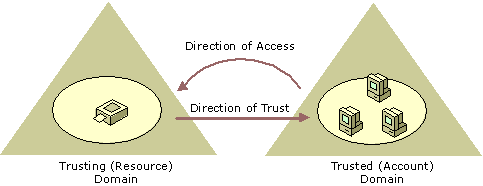 Direction of Access
Direction of Trust
Trusting (Resource)
Domain
Trusted (Account)
Domain